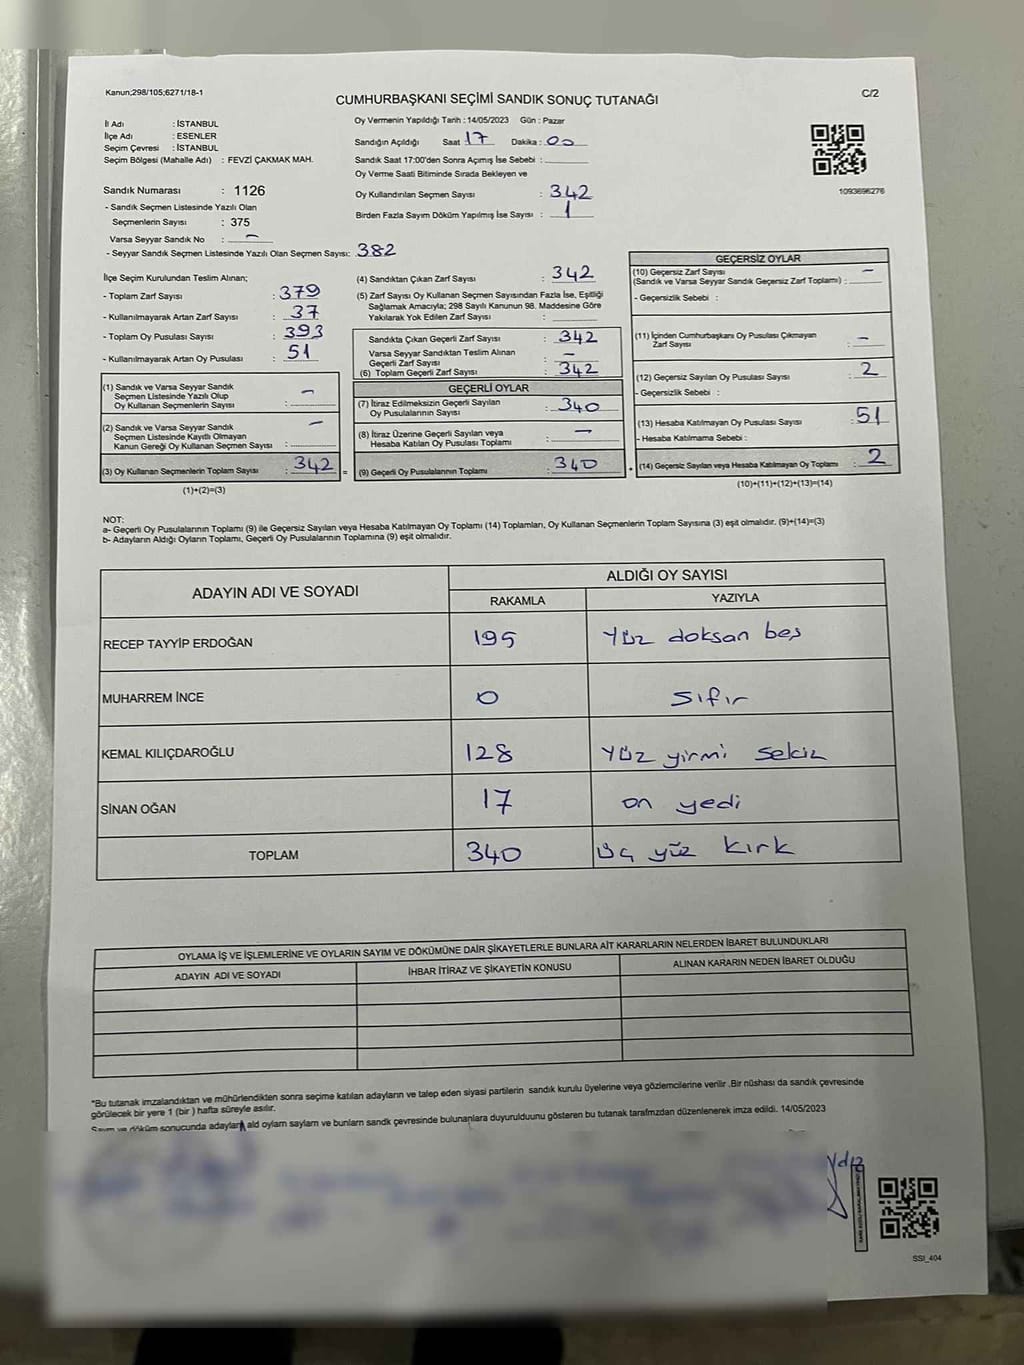 Kanun;298/105;6271/18-1
CUMHURBAŞKANI SEÇİMİ SANDIK SONUÇ TUTANAĞI
C/2
İl Adı : İSTANBUL
İlçe Adı : ESENLER
Seçim Çevresi : İSTANBUL
Seçim Bölgesi (Mahalle Adı) : FEVZİ ÇAKMAK MAH.
Sandık Numarası : 1126
- Sandık Seçmen Listesinde Yazılı Olan
Seçmenlerin Sayısı : 375
Varsa Seyyar Sandık No : -
- Seyyar Sandık Seçmen Listesinde Yazılı Olan Seçmen Sayısı: 382
Oy Vermenin Yapıldığı Tarih : 14/05/2023 Gün : Pazar
Sandığın Açıldığı Saat 17 Dakika : 00
Sandık Saat 17:00'den Sonra Açımış İse Sebebi :
Oy Verme Saati Bitiminde Sırada Bekleyen ve
Oy Kullandırılan Seçmen Sayısı : 342
Birden Fazla Sayım Döküm Yapılmış İse Sayısı : 1
1093696276
İlçe Seçim Kurulundan Teslim Alınan;
- Toplam Zarf Sayısı : 379
- Kullanılmayarak Artan Zarf Sayısı : 37
- Toplam Oy Pusulası Sayısı : 393
- Kullanılmayarak Artan Oy Pusulası : 51
(1) Sandık ve Varsa Seyyar Sandık
Seçmen Listesinde Yazılı Olup
Oy Kullanan Seçmenlerin Sayısı : -
(2) Sandık ve Varsa Seyyar Sandık
Seçmen Listesinde Kayıtlı Olmayan
Kanun Gereği Oy Kullanan Seçmen Sayısı : -
(3) Oy Kullanan Seçmenlerin Toplam Sayısı : 342 =
(1)+(2)=(3)
(4) Sandıktan Çıkan Zarf Sayısı : 342
(5) Zarf Sayısı Oy Kullanan Seçmen Sayısından Fazla İse, Eşitliği
Sağlamak Amacıyla; 298 Sayılı Kanunun 98. Maddesine Göre
Yakılarak Yok Edilen Zarf Sayısı :
Sandıkta Çıkan Geçerli Zarf Sayısı : 342
Varsa Seyyar Sandıktan Teslim Alınan
Geçerli Zarf Sayısı : -
(6) Toplam Geçerli Zarf Sayısı : 342
GEÇERLİ OYLAR
(7) İtiraz Edilmeksizin Geçerli Sayılan
Oy Pusulalarının Sayısı : 340
(8) İtiraz Üzerine Geçerli Sayılan veya
Hesaba Katılan Oy Pusulası Toplamı : -
(9) Geçerli Oy Pusulalarının Toplamı : 340 +
GEÇERSİZ OYLAR
(10) Geçersiz Zarf Sayısı
(Sandık ve Varsa Seyyar Sandık Geçersiz Zarf Toplamı) : -
- Geçersizlik Sebebi :
(11) İçinden Cumhurbaşkanı Oy Pusulası Çıkmayan
Zarf Sayısı : -
(12) Geçersiz Sayılan Oy Pusulası Sayısı : 2
- Geçersizlik Sebebi :
(13) Hesaba Katılmayan Oy Pusulası Sayısı : 51
- Hesaba Katılmama Sebebi :
(14) Geçersiz Sayılan veya Hesaba Katılmayan Oy Toplamı : 2
(10)+(11)+(12)+(13)=(14)
NOT:
a- Geçerli Oy Pusulalarının Toplamı (9) ile Geçersiz Sayılan veya Hesaba Katılmayan Oy Toplamı (14) Toplamları, Oy Kullanan Seçmenlerin Toplam Sayısına (3) eşit olmalıdır. (9)+(14)=(3)
b- Adayların Aldığı Oyların Toplamı, Geçerli Oy Pusulalarının Toplamına (9) eşit olmalıdır.
ADAYIN ADI VE SOYADI
ALDIĞI OY SAYISI
RAKAMLA YAZIYLA
RECEP TAYYİP ERDOĞAN 195 Yüz doksan beş
MUHARREM İNCE 0 Sıfır
KEMAL KILIÇDAROĞLU 128 Yüz yirmi sekiz
SİNAN OĞAN 17 on yedi
TOPLAM 340 Üç yüz kırk
OYLAMA İŞ VE İŞLEMLERİNE VE OYLARIN SAYIM VE DÖKÜMÜNE DAİR ŞİKAYETLERLE BUNLARA AİT KARARLARIN NELERDEN İBARET BULUNDUKLARI
ADAYIN ADI VE SOYADI İHBAR İTİRAZ VE ŞİKAYETİN KONUSU ALINAN KARARIN NEDEN İBARET OLDUĞU
*Bu tutanak imzalandıktan ve mühürlendikten sonra seçime katılan adayların ve talep eden siyasi partilerin sandık kurulu üyelerine veya gözlemcilerine verilir .Bir nüshası da sandık çevresinde
görülecek bir yere 1 (bir ) hafta süreyle asılır.
Sayım ve döküm sonucunda adayların ald oyların sayların ve bunların sandk çevresinde bulunanlara duyurulduunu gösteren bu tutanak tarafmzdan düzenlenerek imza edildi. 14/05/2023
SSI_404